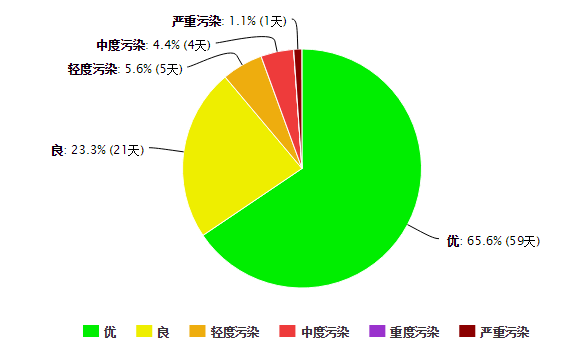 严重污染: 1.1% (1天)
中度污染: 4.4% (4天)
轻度污染: 5.6% (5天)
良: 23.3% (21天)
优: 65.6% (59天)
优 良 轻度污染 中度污染 重度污染 严重污染